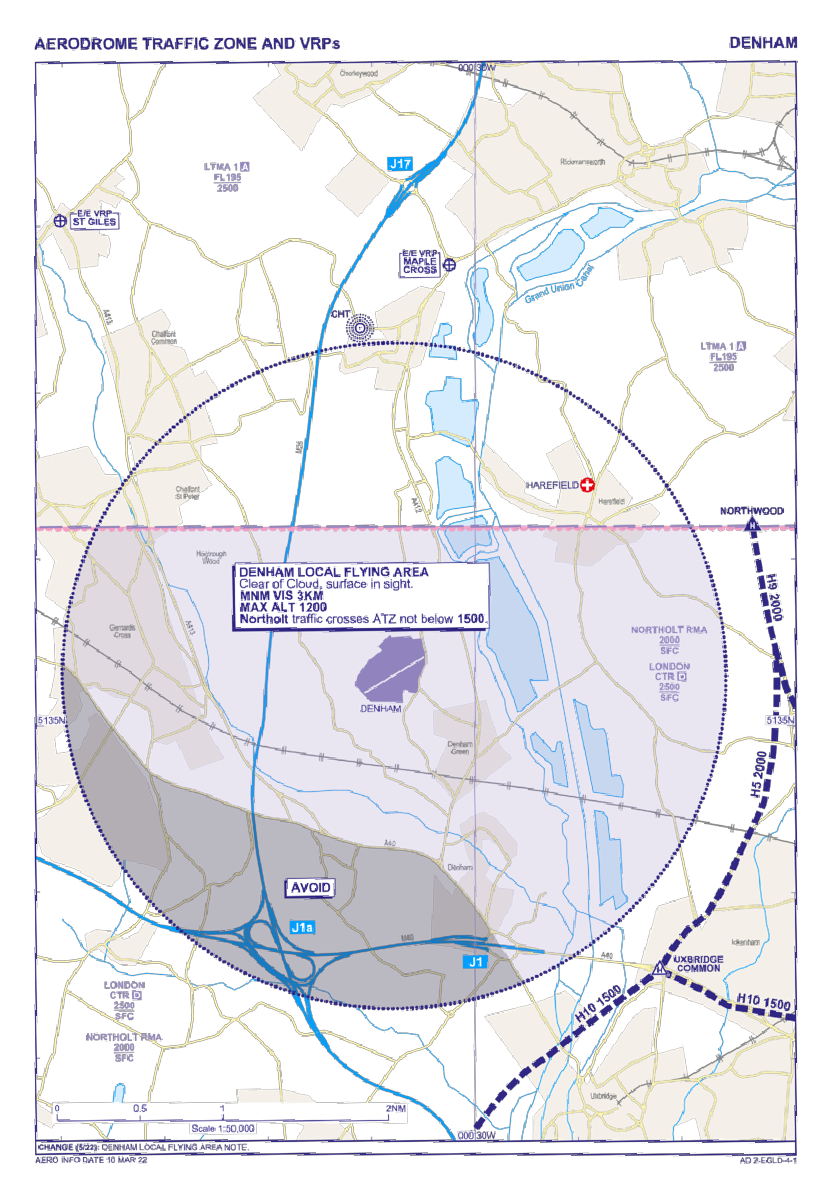 AERODROME TRAFFIC ZONE AND VRPs
DENHAM
000 30W
Chorleywood
J17
Rickmansworth
LTMA 1 A
FL195
2500
E/E VRP
ST GILES
E/E VRP
MAPLE
CROSS
Grand Union Canal
CHT
A413
Chalfont
Common
LTMA 1 A
FL195
2500
M25
Chalfont
St Peter
A412
HAREFIELD
Harefield
NORTHWOOD
H
Horrough
Wood
DENHAM LOCAL FLYING AREA
Clear of Cloud, surface in sight.
MNM VIS 3KM
MAX ALT 1200
Northolt traffic crosses ATZ not below 1500.
H9 2000
Gerrards
Cross
A413
NORTHOLT RMA
2000
SFC
LONDON
CTR D
2500
SFC
DENHAM
5135N
5135N
Denham
Green
H5 2000
A40
Denham
AVOID
J1a
M40
J1
A40
Ickenham
H
UXBRIDGE
COMMON
LONDON
CTR D
2500
SFC
H10 1500
H10 1500
NORTHOLT RMA
2000
SFC
Uxbridge
0
0.5
1
2NM
Scale 1:50,000
000 30W
CHANGE (5/22): DENHAM LOCAL FLYING AREA NOTE.
AERO INFO DATE 10 MAR 22
AD 2-EGLD-4-1